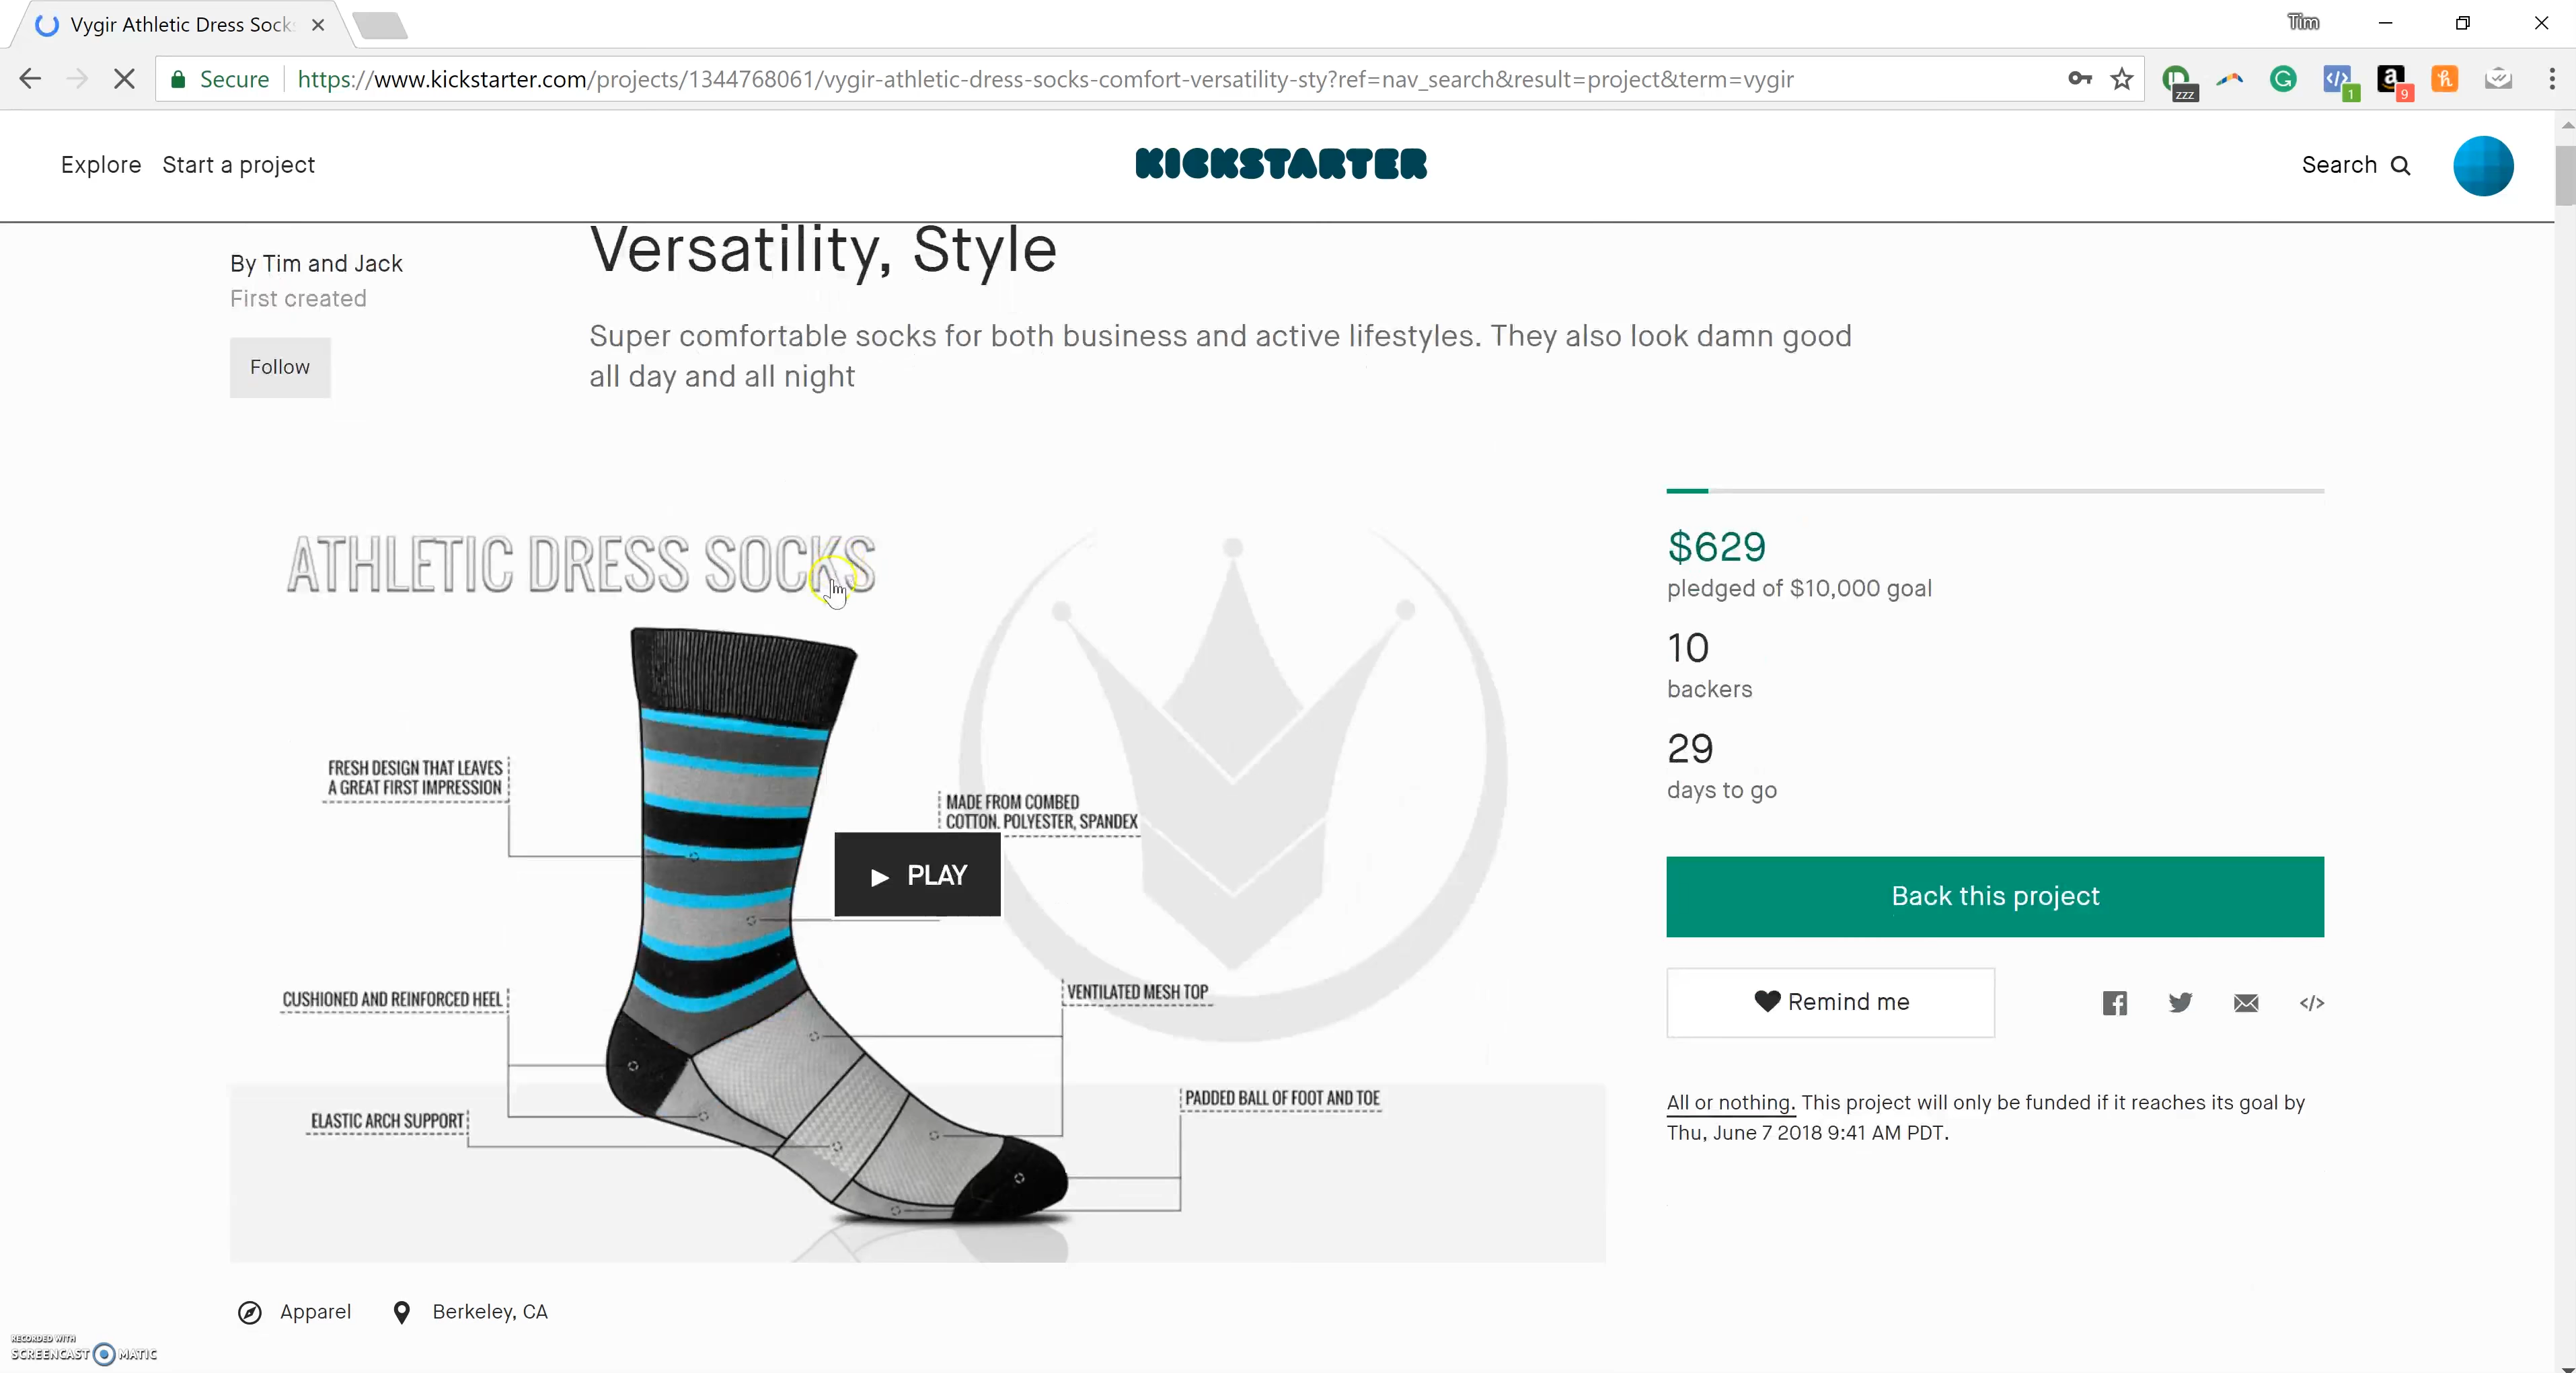 Vygir Athletic Dress Sock
Tim
Secure
https://www.kickstarter.com/projects/1344768061/vygir-athletic-dress-socks-comfort-versatility-sty?ref=nav_search&result=project&term=vygir
zzz
1
9
Explore Start a project
KICKSTARTER
Search
By Tim and Jack
First created
Follow
Versatility, Style
Super comfortable socks for both business and active lifestyles. They also look damn good
all day and all night
ATHLETIC DRESS SOCKS
FRESH DESIGN THAT LEAVES
A GREAT FIRST IMPRESSION
MADE FROM COMBED
COTTON, POLYESTER, SPANDEX
PLAY
CUSHIONED AND REINFORCED HEEL
VENTILATED MESH TOP
ELASTIC ARCH SUPPORT
PADDED BALL OF FOOT AND TOE
$629
pledged of $10,000 goal
10
backers
29
days to go
Back this project
Remind me
All or nothing. This project will only be funded if it reaches its goal by
Thu, June 7 2018 9:41 AM PDT.
Apparel
Berkeley, CA
RECORDED WITH
SCREENCAST MATIC